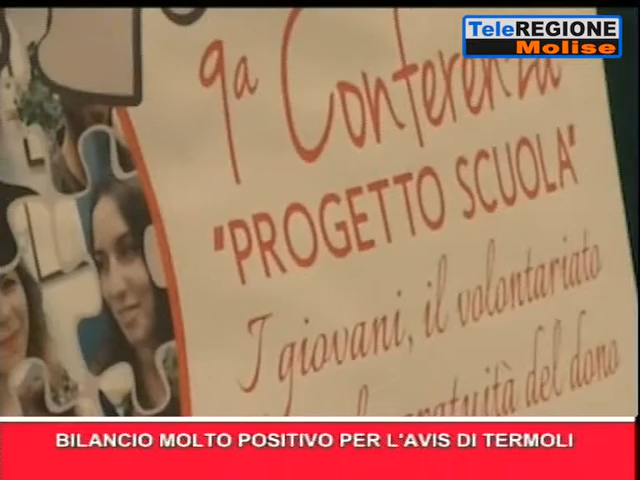 TeleREGIONE
Molise
9ª Conferenza
"PROGETTO SCUOLA"
I giovani, il volontariato
gratuità del dono
BILANCIO MOLTO POSITIVO PER L'AVIS DI TERMOLI